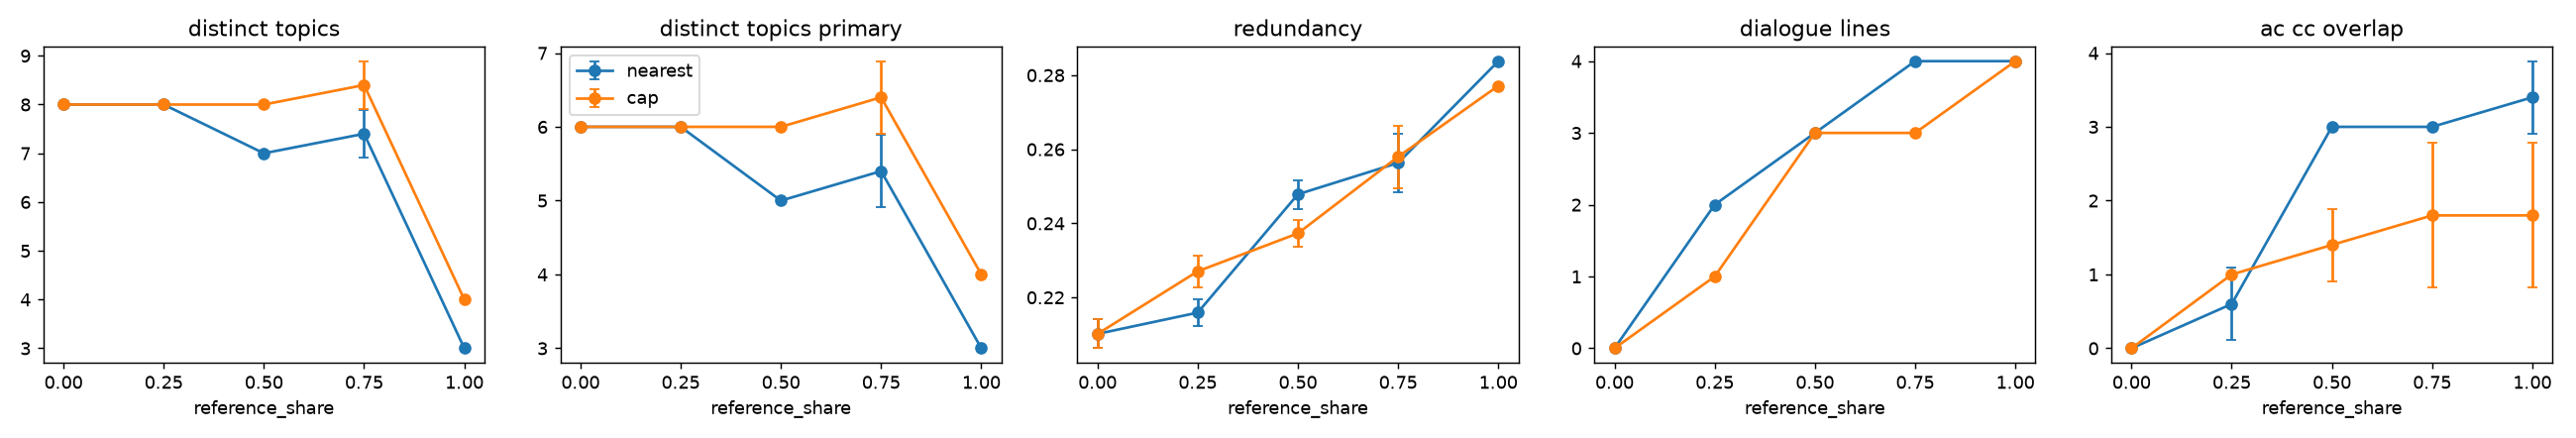 distinct topics
9
8
7
6
5
4
3
0.00 0.25 0.50 0.75 1.00
reference_share
distinct topics primary
nearest
cap
7
6
5
4
3
0.00 0.25 0.50 0.75 1.00
reference_share
redundancy
0.28
0.26
0.24
0.22
0.00 0.25 0.50 0.75 1.00
reference_share
dialogue lines
4
3
2
1
0
0.00 0.25 0.50 0.75 1.00
reference_share
ac cc overlap
4
3
2
1
0
0.00 0.25 0.50 0.75 1.00
reference_share